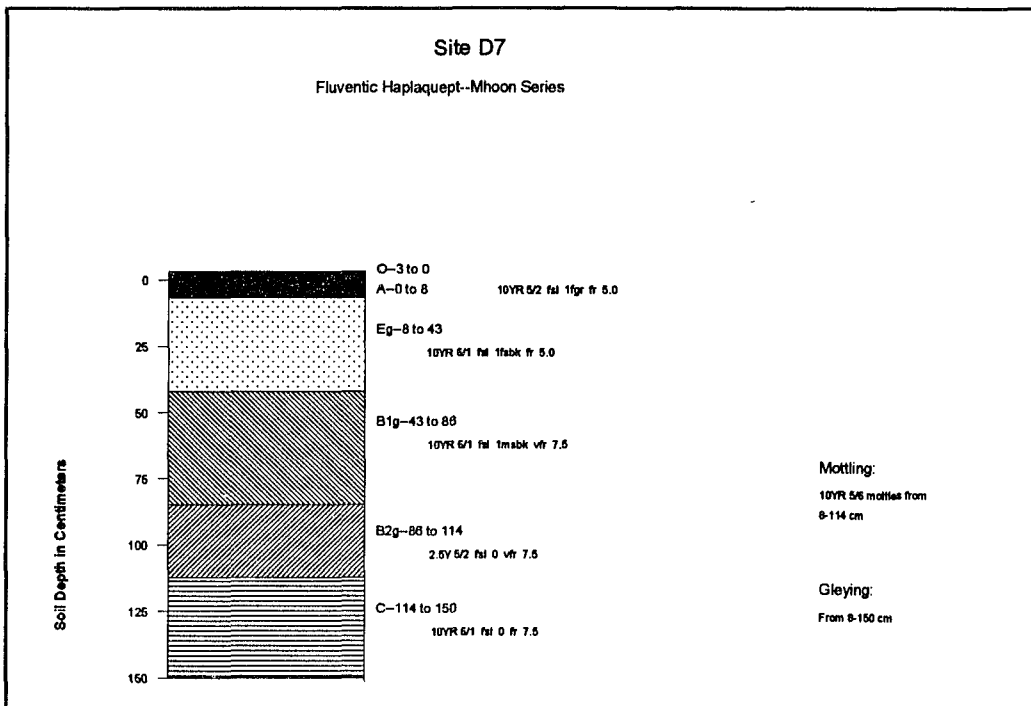 Site D7
Fluventic Haplaquept--Mhoon Series
O--3 to 0
0
A--0 to 8 10YR 5/2 fsl 1fgr fr 5.0
Eg--8 to 43
25
10YR 6/1 fsl 1fsbk fr 5.0
50
B1g--43 to 86
10YR 6/1 fsl 1msbk vfr 7.5
75
B2g--86 to 114
100
2.5Y 5/2 fsl 0 vfr 7.5
C--114 to 150
125
10YR 6/1 fsl 0 fr 7.5
150
Soil Depth in Centimeters
Mottling:
10YR 5/6 mottles from
8-114 cm
Gleying:
From 8-150 cm